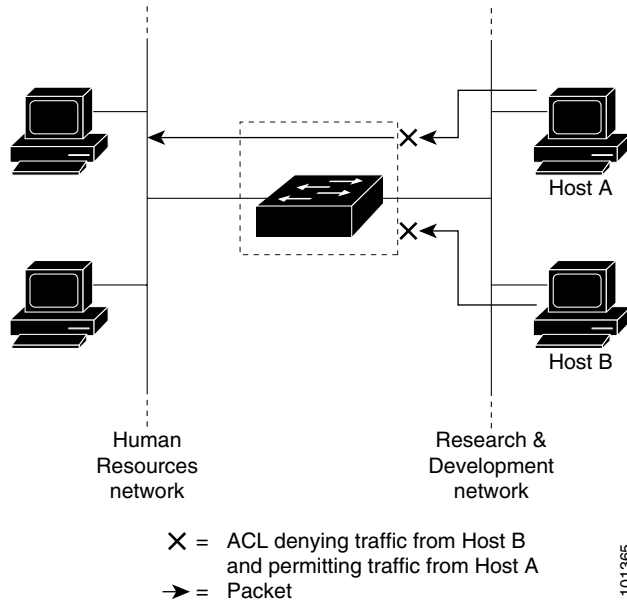 Host A
Host B
Human
Resources
network
Research &
Development
network
X = ACL denying traffic from Host B
and permitting traffic from Host A
→ = Packet
101365